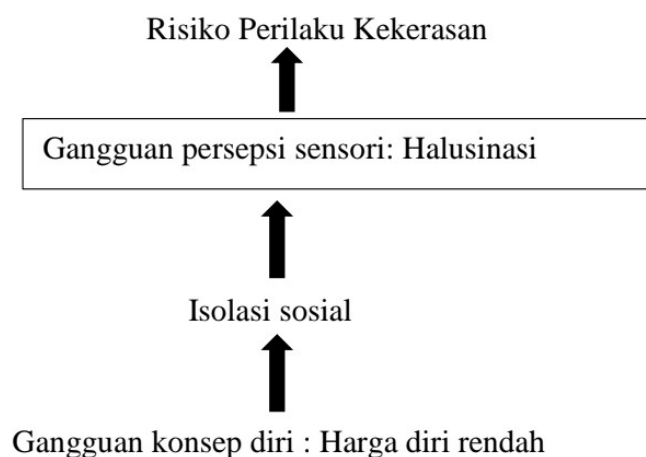 Risiko Perilaku Kekerasan
Gangguan persepsi sensori: Halusinasi
Isolasi sosial
Gangguan konsep diri : Harga diri rendah